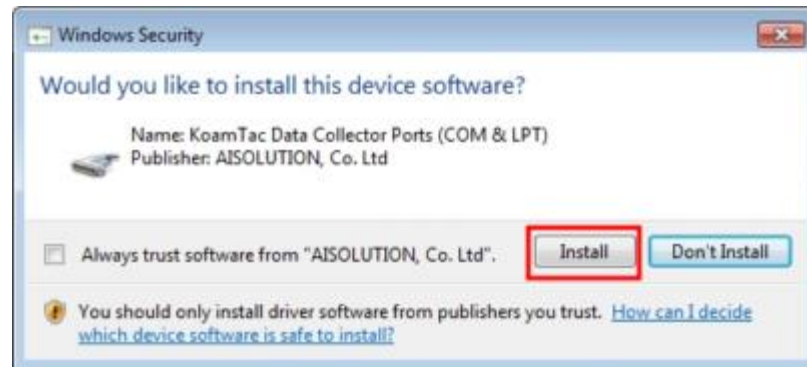 Windows Security
Would you like to install this device software?
Name: KoamTac Data Collector Ports (COM & LPT)
Publisher: AISOLUTION, Co. Ltd
Always trust software from "AISOLUTION, Co. Ltd".
Install
Don't Install
You should only install driver software from publishers you trust. How can I decide
which device software is safe to install?